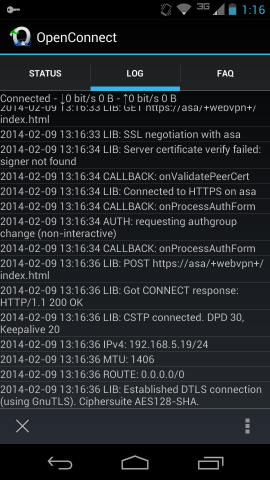 3G
1:16
OpenConnect
STATUS
LOG
FAQ
Connected - ↓0 bit/s 0 B - ↑0 bit/s 0 B
2014-02-09 13:16:33 LIB: GET https://asa/+webvpn+/
index.html
2014-02-09 13:16:33 LIB: SSL negotiation with asa
2014-02-09 13:16:34 LIB: Server certificate verify failed:
signer not found
2014-02-09 13:16:34 CALLBACK: onValidatePeerCert
2014-02-09 13:16:34 LIB: Connected to HTTPS on asa
2014-02-09 13:16:34 CALLBACK: onProcessAuthForm
2014-02-09 13:16:34 AUTH: requesting authgroup
change (non-interactive)
2014-02-09 13:16:34 CALLBACK: onProcessAuthForm
2014-02-09 13:16:36 LIB: POST https://asa/+webvpn+/
index.html
2014-02-09 13:16:36 LIB: Got CONNECT response:
HTTP/1.1 200 OK
2014-02-09 13:16:36 LIB: CSTP connected. DPD 30,
Keepalive 20
2014-02-09 13:16:36 IPv4: 192.168.5.19/24
2014-02-09 13:16:36 MTU: 1406
2014-02-09 13:16:36 ROUTE: 0.0.0.0/0
2014-02-09 13:16:36 LIB: Established DTLS connection
(using GnuTLS). Ciphersuite AES128-SHA.